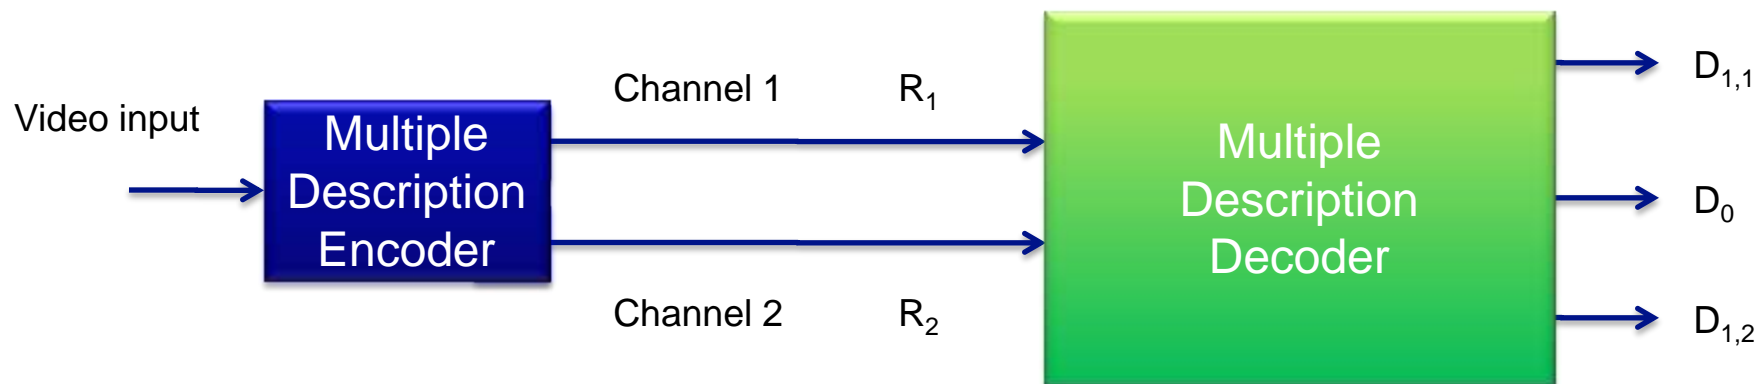 Video input
Multiple
Description
Encoder
Channel 1
R₁
Channel 2
R₂
Multiple
Description
Decoder
D₁,₁
D₀
D₁,₂